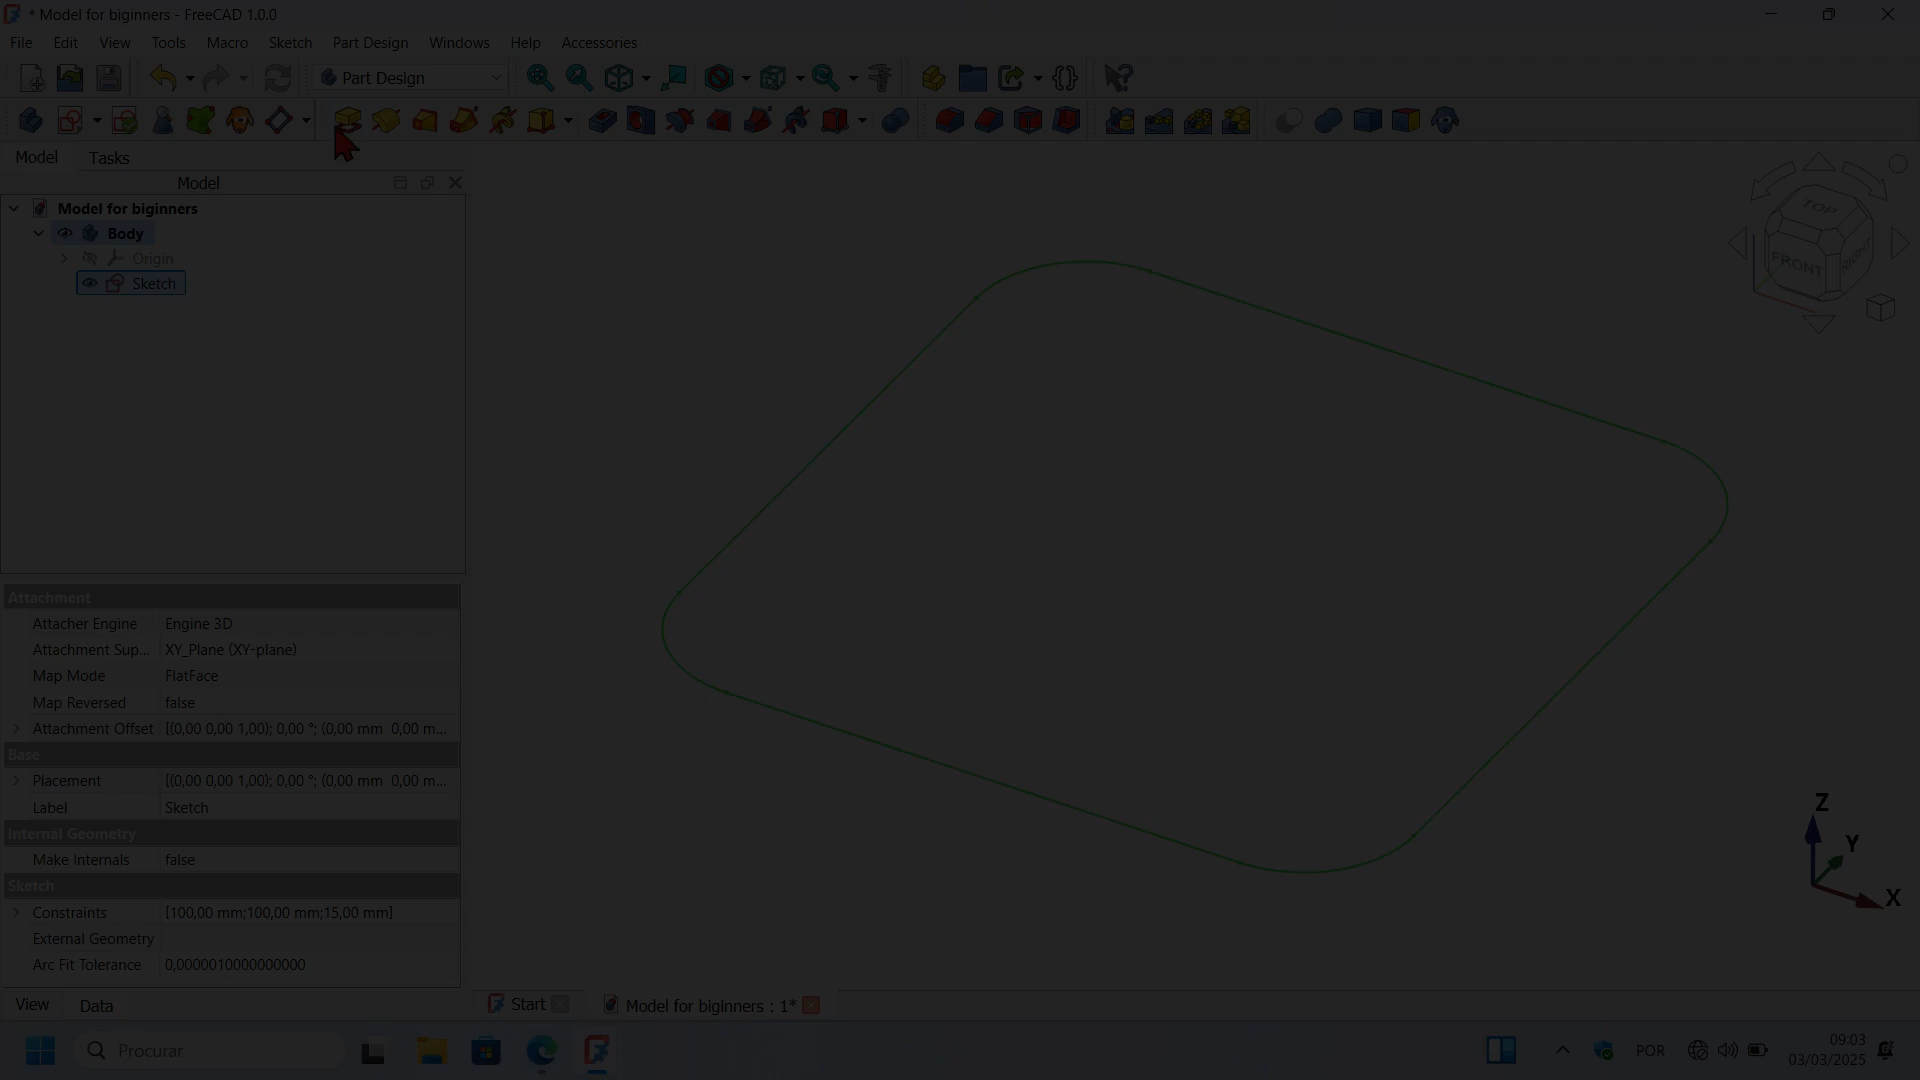 * Model for biginners - FreeCAD 1.0.0
File Edit View Tools Macro Sketch Part Design Windows Help Accessories
Part Design
Model Tasks
Model
Model for biginners
Body
Origin
Sketch
TOP
FRONT
RIGHT
Attachment
Attacher Engine Engine 3D
Attachment Sup... XY_Plane (XY-plane)
Map Mode FlatFace
Map Reversed false
Attachment Offset [(0,00 0,00 1,00); 0,00 °; (0,00 mm 0,00 m...
Base
Placement [(0,00 0,00 1,00); 0,00 °; (0,00 mm 0,00 m...
Label Sketch
Internal Geometry
Make Internals false
Sketch
Constraints [100,00 mm;100,00 mm;15,00 mm]
External Geometry
Arc Fit Tolerance 0,0000010000000000
Z
Y
X
View Data
Start
Model for biginners : 1*
Procurar
POR
09:03
03/03/2025